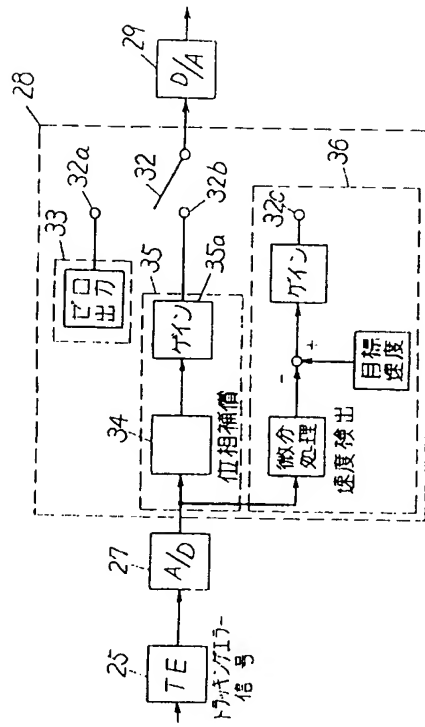 28
33
ゼロ
出力
32a
32
29
D/A
35
34
ゲイン
35a
32b
位相補償
36
27
A/D
25
TE
トラッキングエラー
信号
微分
処理
速度検出
-
+
目標
速度
ゲイン
32c